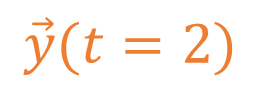 y⃗(t = 2)